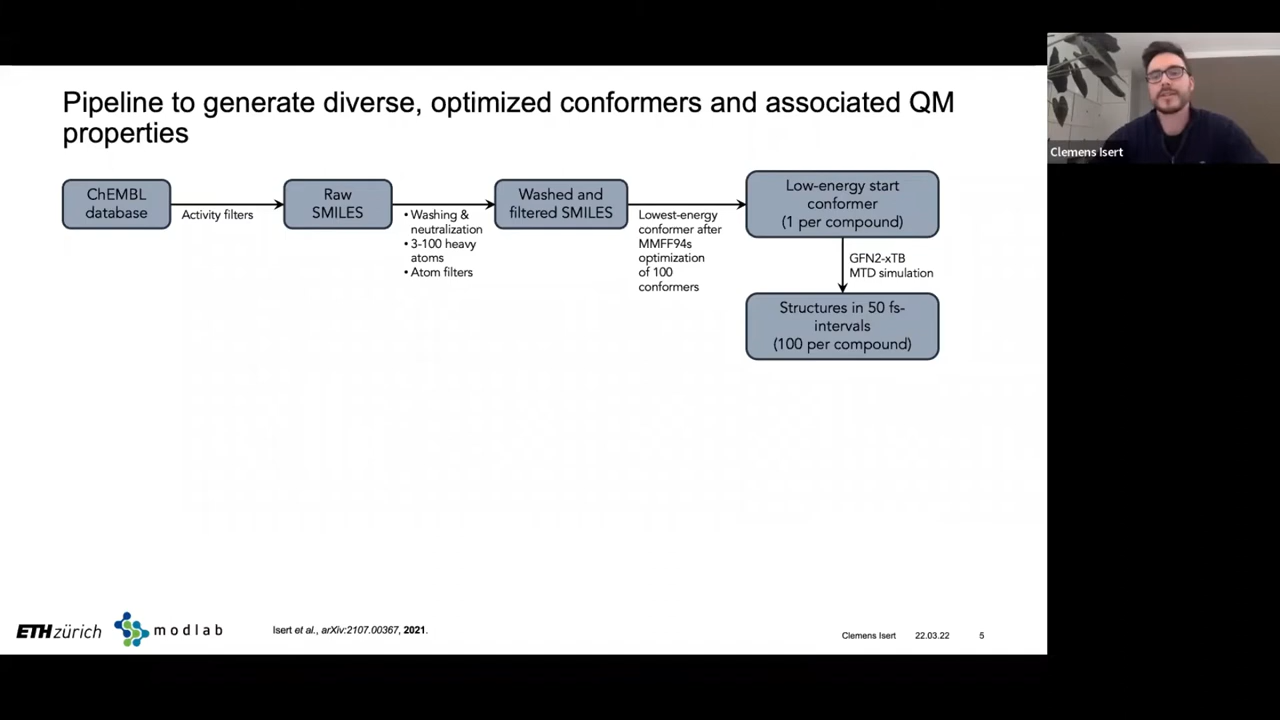 Pipeline to generate diverse, optimized conformers and associated QM
properties
ChEMBL
database
Activity filters
Raw
SMILES
• Washing &
neutralization
• 3-100 heavy
atoms
• Atom filters
Washed and
filtered SMILES
Lowest-energy
conformer after
MMFF94s
optimization
of 100
conformers
Low-energy start
conformer
(1 per compound)
GFN2-xTB
MTD simulation
Structures in 50 fs-
intervals
(100 per compound)
Clemens Isert
ETH zürich
modlab
Isert et al., arXiv:2107.00367, 2021.
Clemens Isert 22.03.22 5